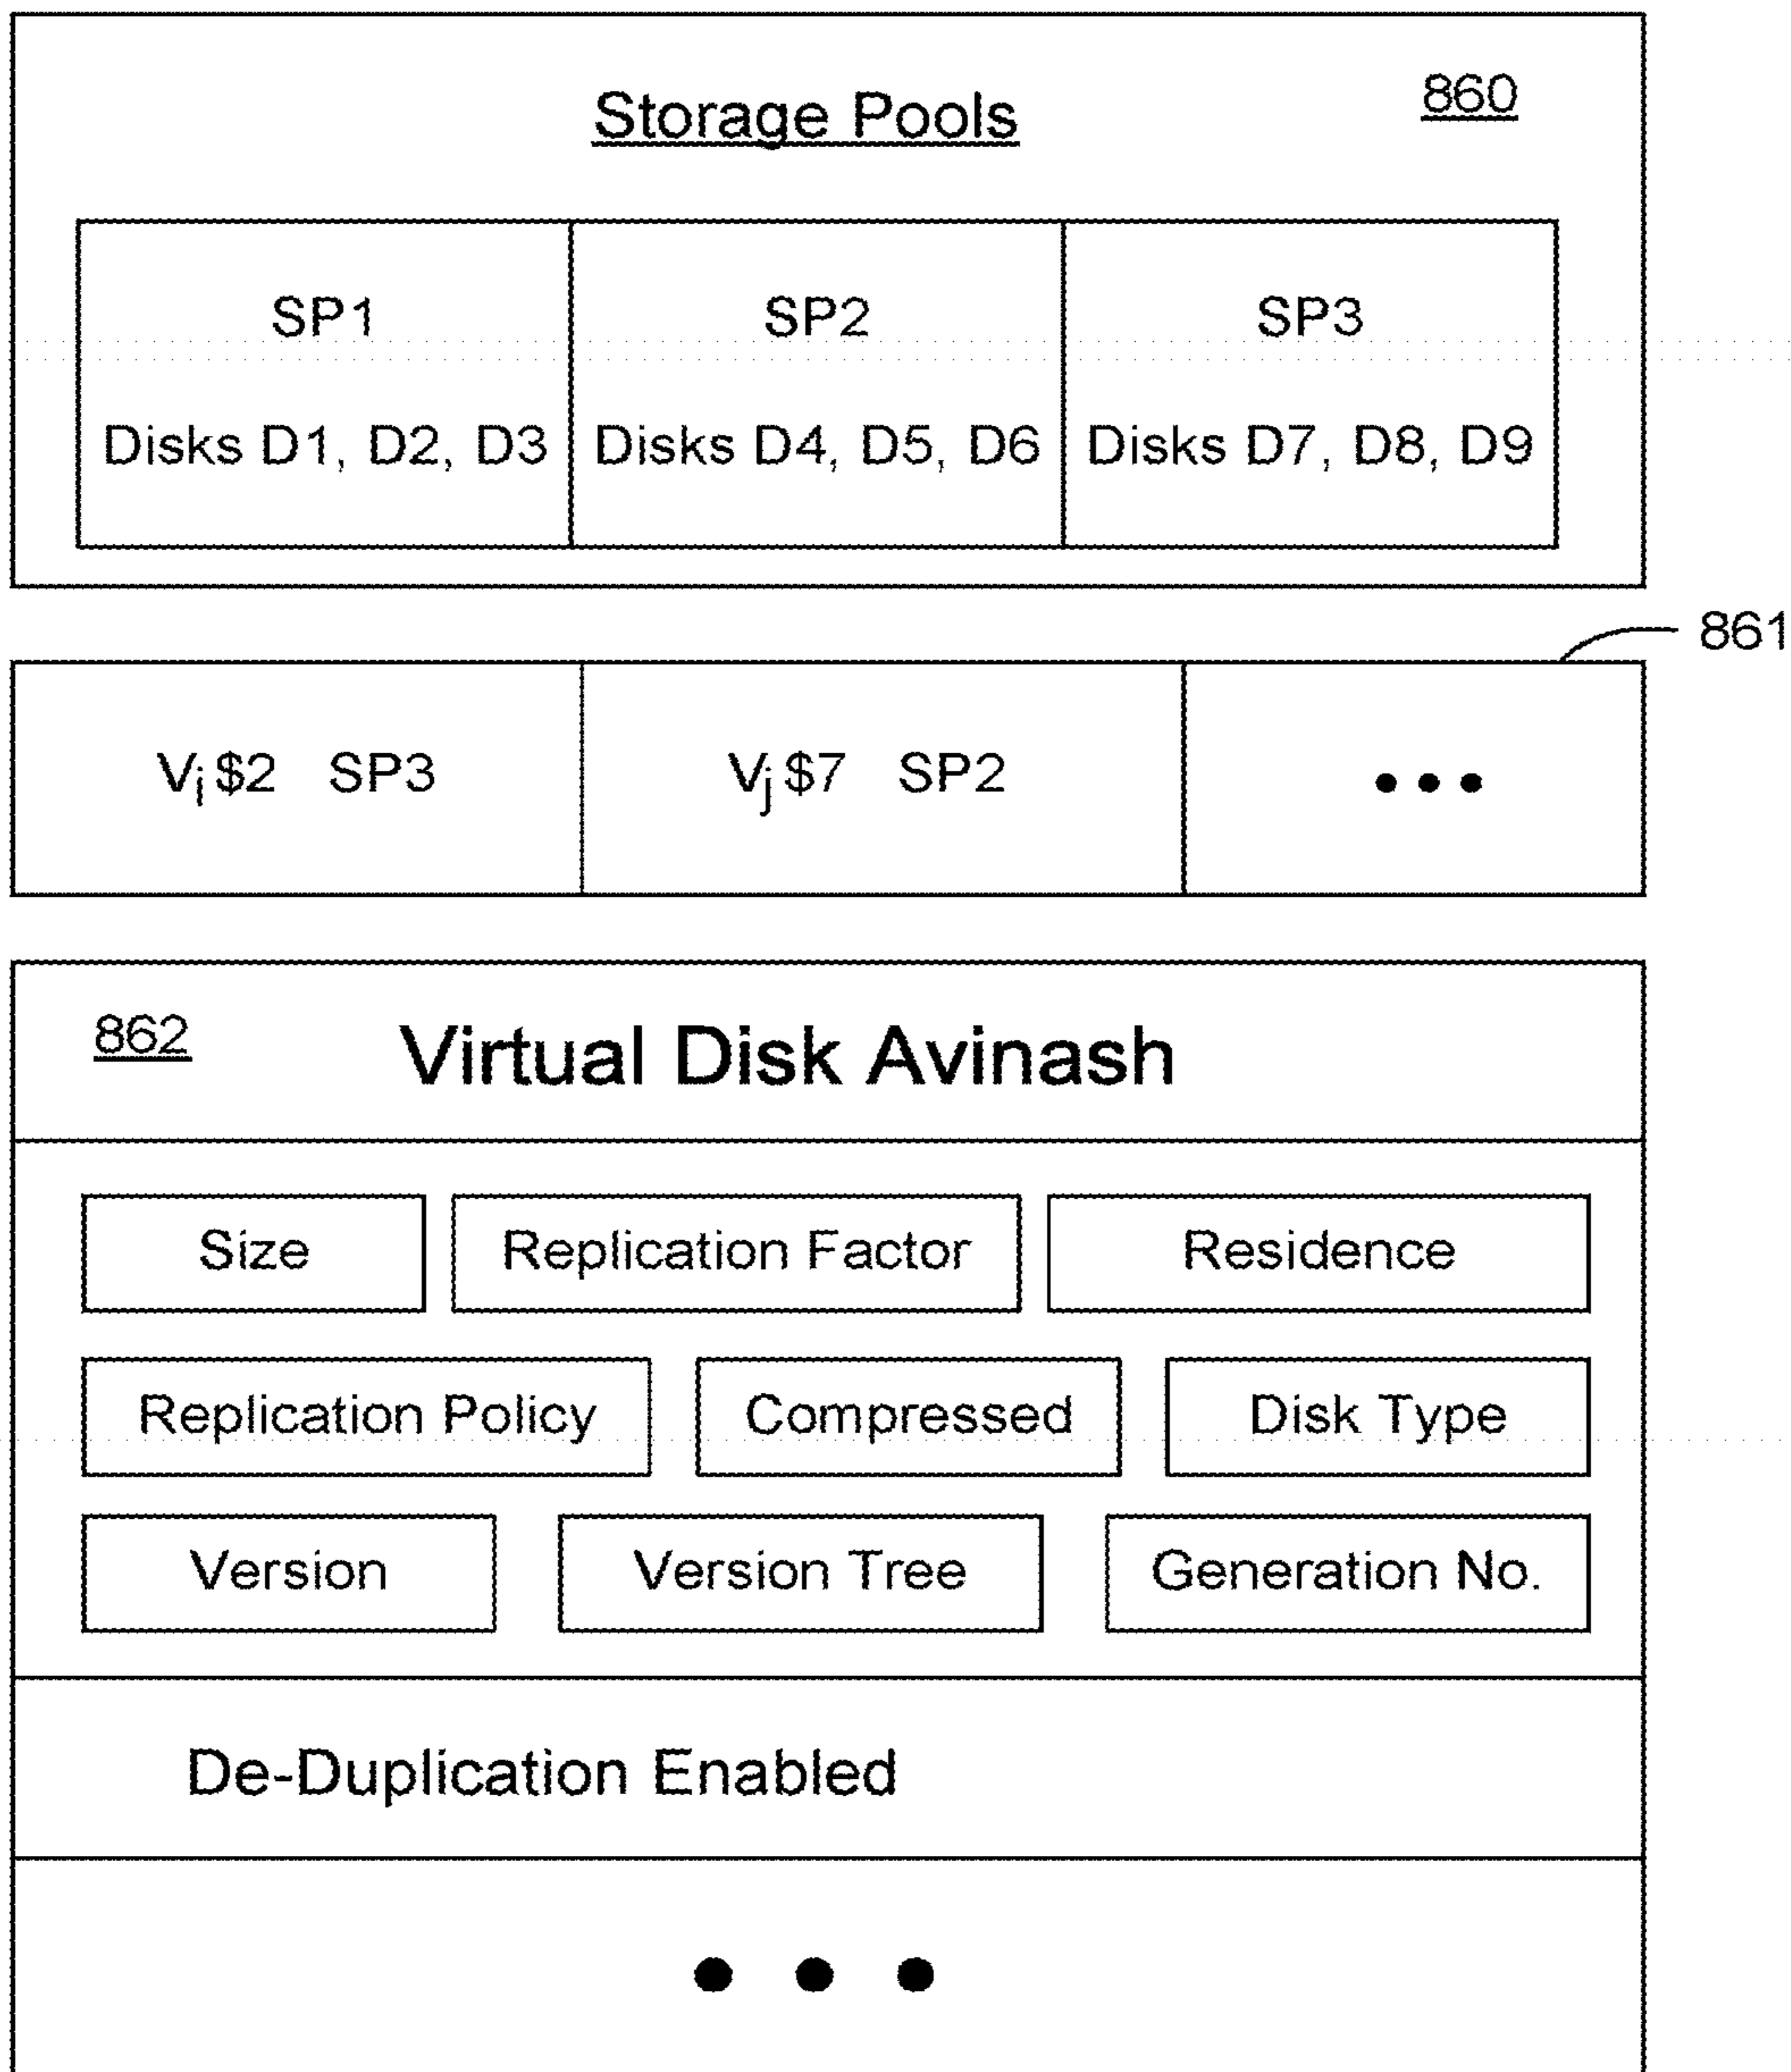 Storage Pools 860
SP1 SP2 SP3
Disks D1, D2, D3 Disks D4, D5, D6 Disks D7, D8, D9
861
Vi $2 SP3 Vj $7 SP2 •••
862 Virtual Disk Avinash
Size Replication Factor Residence
Replication Policy Compressed Disk Type
Version Version Tree Generation No.
De-Duplication Enabled
• • •